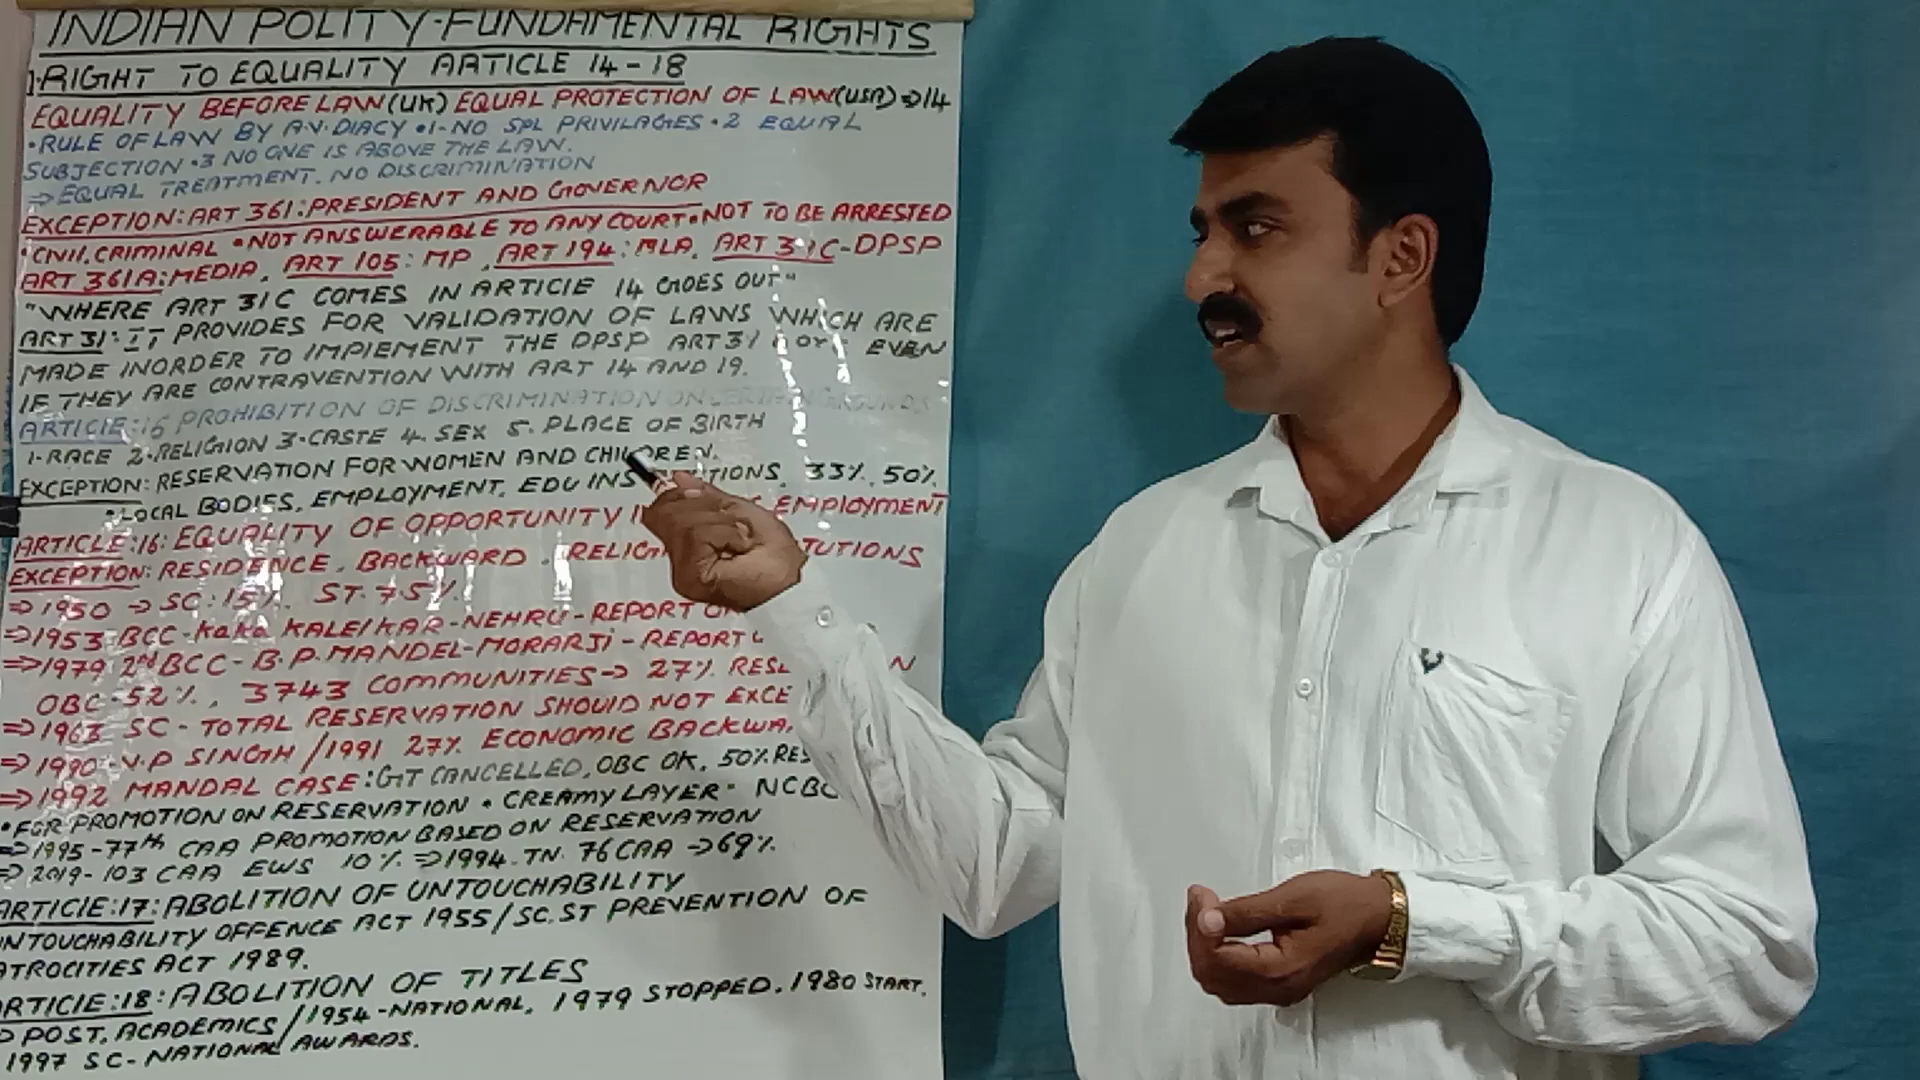 INDIAN POLITY-FUNDAMENTAL RIGHTS
1.RIGHT TO EQUALITY ARTICLE 14-18
EQUALITY BEFORE LAW(UK) EQUAL PROTECTION OF LAW(USA)⇒14
•RULE OF LAW BY A.V.DIACY •1-NO SPL PRIVILAGES •2 EQUAL
SUBJECTION •3 NO ONE IS ABOVE THE LAW.
⇒EQUAL TREATMENT. NO DISCRIMINATION
EXCEPTION:ART 361:PRESIDENT AND GOVERNOR
•CIVIL.CRIMINAL •NOT ANSWERABLE TO ANY COURT•NOT TO BE ARRESTED
ART 361A:MEDIA, ART 105: MP, ART 194: MLA, ART 31C-DPSP
"WHERE ART 31C COMES IN ARTICLE 14 GOES OUT"
ART 31: IT PROVIDES FOR VALIDATION OF LAWS WHICH ARE
MADE INORDER TO IMPLEMENT THE DPSP ART 31 EVEN
IF THEY ARE CONTRAVENTION WITH ART 14 AND 19.
ARTICLE:16 PROHIBITION OF DISCRIMINATION ON CERTAIN GROUNDS
1.RACE 2.RELIGION 3.CASTE 4. SEX 5. PLACE OF BIRTH
EXCEPTION: RESERVATION FOR WOMEN AND CHILDREN.
•LOCAL BODIES, EMPLOYMENT, EDU 33%, 50%
ARTICLE:16: EQUALITY OF OPPORTUNITY EMPLOYMENT
EXCEPTION: RESIDENCE, BACKWARD.
⇒1950 → SC:15%, ST 7.5%.
⇒1953 BCC-Kaka KALELKAR-NEHRU-REPORT
⇒1979 2nd BCC-B.P.MANDEL-MORARJi-REPORT
OBC-52%, 3743 COMMUNITIES→ 27%
⇒1963 SC- TOTAL RESERVATION SHOULD NOT
⇒1990-V.P SINGH/1991 27% ECONOMIC
⇒1992 MANDAL CASE:GIT CANCELLED, OBC OK, 50%
•FOR PROMOTION ON RESERVATION • CREAMY LAYER•
⇒1995-77th CAA PROMOTION BASED ON RESERVATION
⇒2019-103 CAA EWS 10% ⇒1994. TN. 76 CAA →69%
ARTICLE:17:ABOLITION OF UNTOUCHABILITY
UNTOUCHABILITY OFFENCE ACT 1955/SC.ST PREVENTION OF
ATROCITIES ACT 1989.
ARTICLE:18:ABOLITION OF TITLES
POST, ACADEMICS/1954-NATIONAL, 1979 STOPPED. 1980 START.
1997 SC-NATIONAL AWARDS.